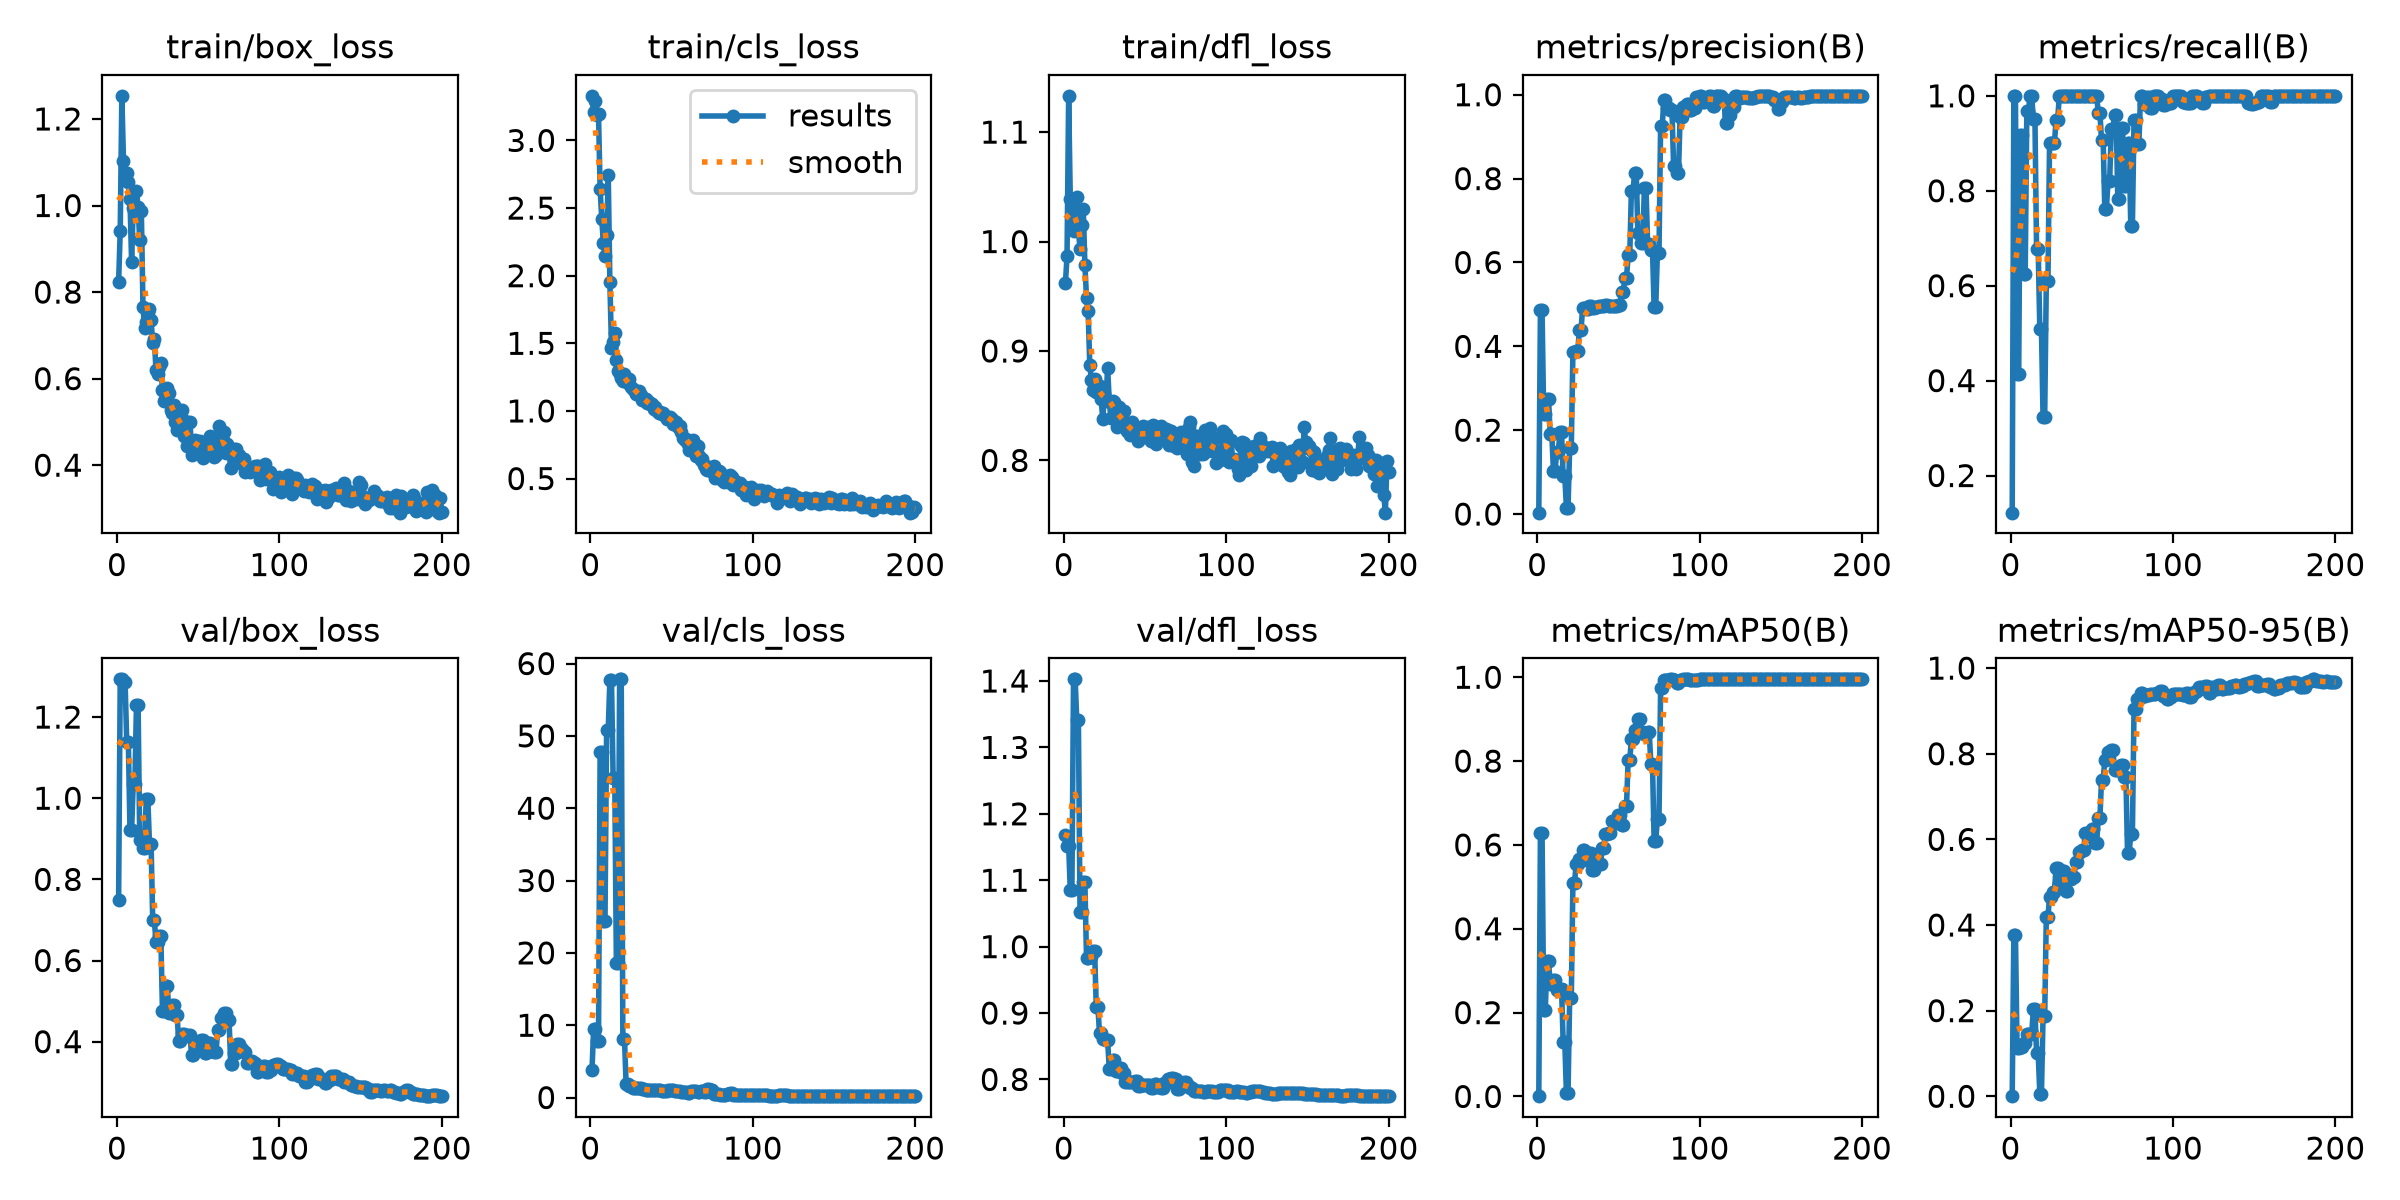 train/box_loss
1.2
1.0
0.8
0.6
0.4
0 100 200
train/cls_loss
results
smooth
3.0
2.5
2.0
1.5
1.0
0.5
0 100 200
train/dfl_loss
1.1
1.0
0.9
0.8
0 100 200
metrics/precision(B)
1.0
0.8
0.6
0.4
0.2
0.0
0 100 200
metrics/recall(B)
1.0
0.8
0.6
0.4
0.2
0 100 200
val/box_loss
1.2
1.0
0.8
0.6
0.4
0 100 200
val/cls_loss
60
50
40
30
20
10
0
0 100 200
val/dfl_loss
1.4
1.3
1.2
1.1
1.0
0.9
0.8
0 100 200
metrics/mAP50(B)
1.0
0.8
0.6
0.4
0.2
0.0
0 100 200
metrics/mAP50-95(B)
1.0
0.8
0.6
0.4
0.2
0.0
0 100 200